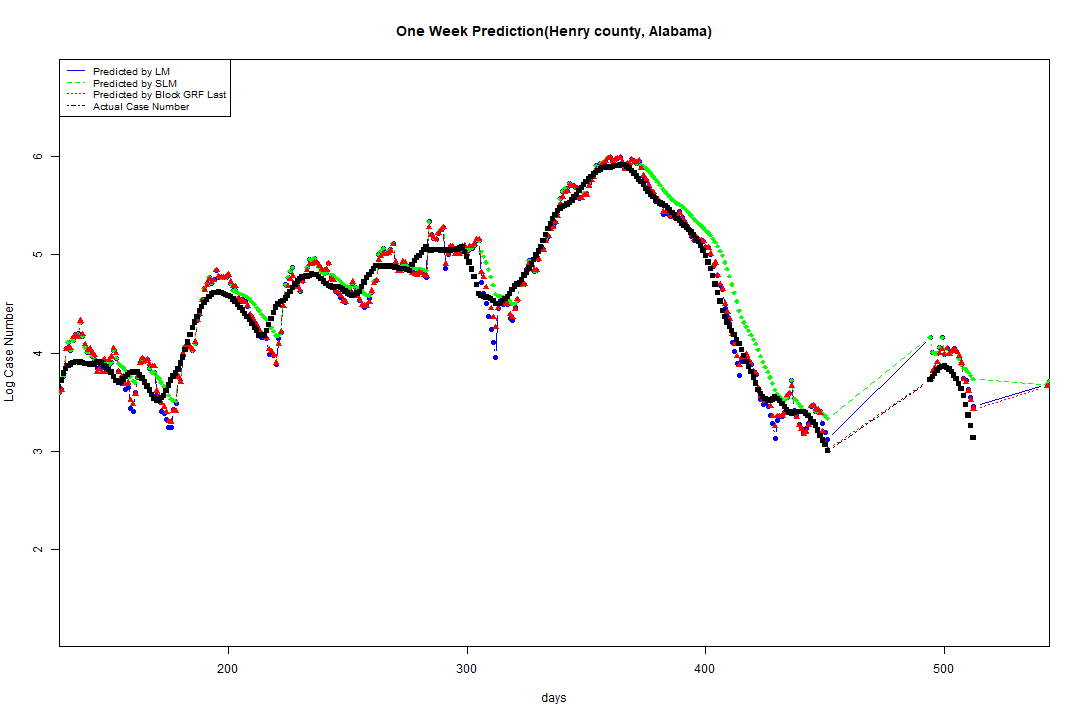 One Week Prediction(Henry county, Alabama)
Predicted by LM
Predicted by SLM
Predicted by Block GRF Last
Actual Case Number
6
5
4
3
2
Log Case Number
200 300 400 500
days